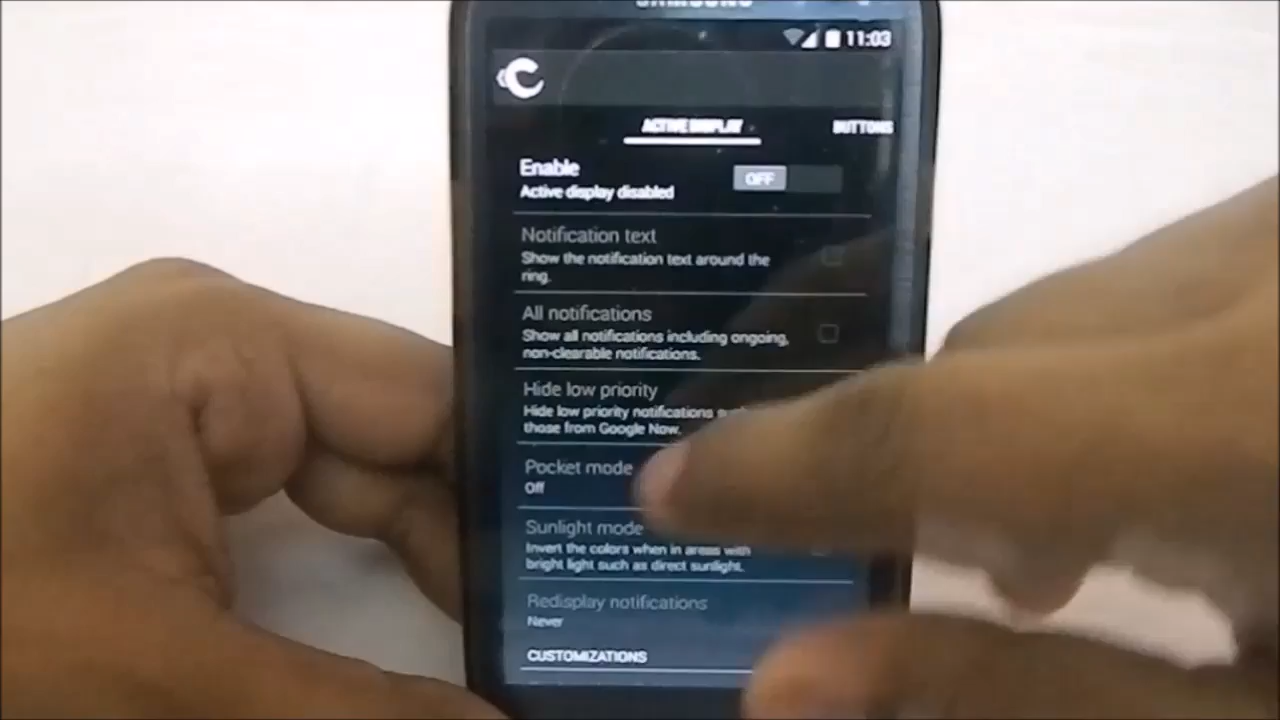 SAMSUNG
11:03
ACTIVE DISPLAY
BUTTONS
Enable
OFF
Active display disabled
Notification text
Show the notification text around the
ring.
All notifications
Show all notifications including ongoing,
non-clearable notifications.
Hide low priority
Hide low priority notifications
those from Google Now.
Pocket mode
Off
Sunlight mode
Invert the colors when in areas with
bright light such as direct sunlight.
Redisplay notifications
Never
CUSTOMIZATIONS